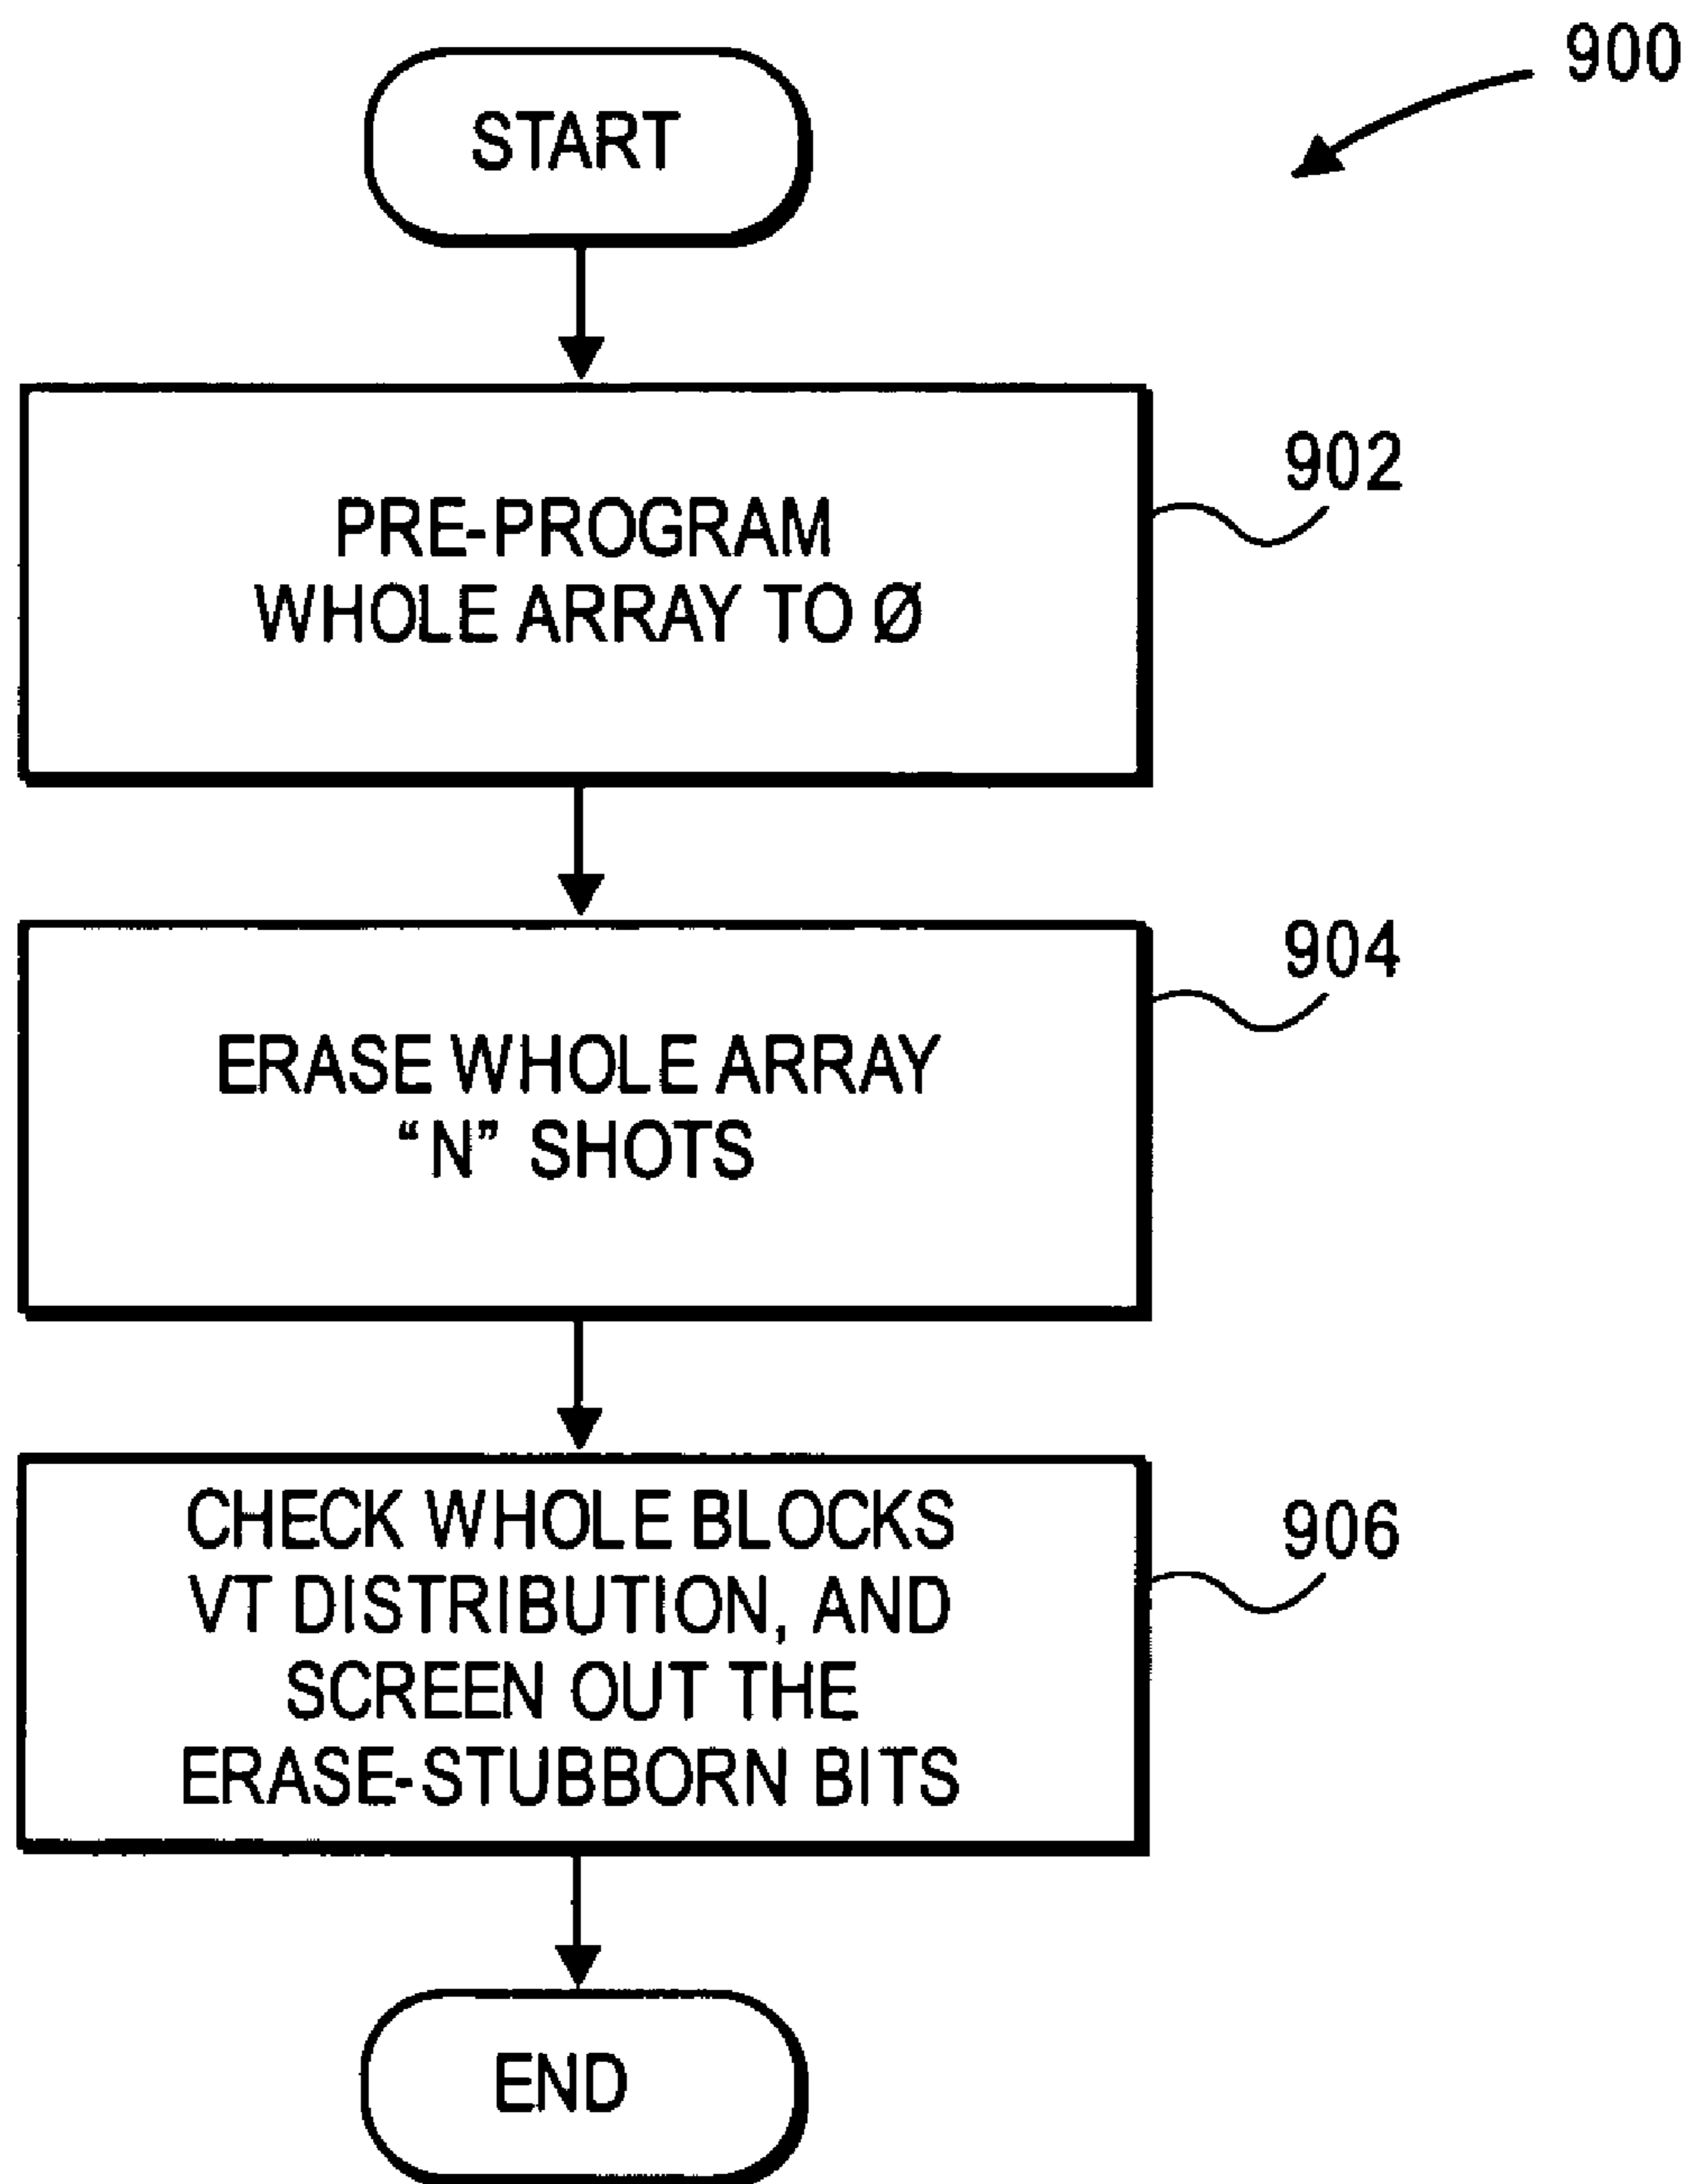 900
START
902
PRE-PROGRAM
WHOLE ARRAY TO Ø
904
ERASE WHOLE ARRAY
“N” SHOTS
906
CHECK WHOLE BLOCKS
VT DISTRIBUTION, AND
SCREEN OUT THE
ERASE-STUBBORN BITS
END